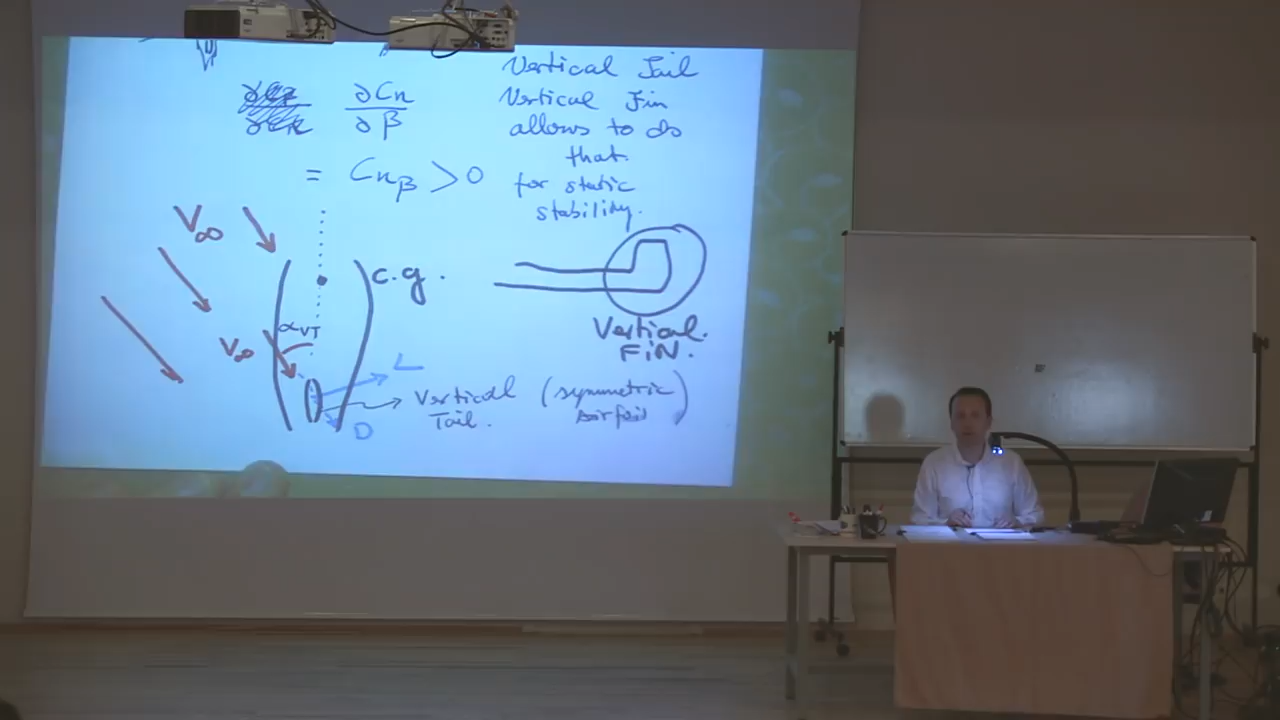 Vertical Tail
Vertical Fin
allows to do
that.
for static
stability.
∂Cn
∂β
= Cnβ > 0
V∞
c.g.
αVT
V∞
L
D
Vertical
Tail.
(symmetric
airfoil)
Vertical.
FiN.